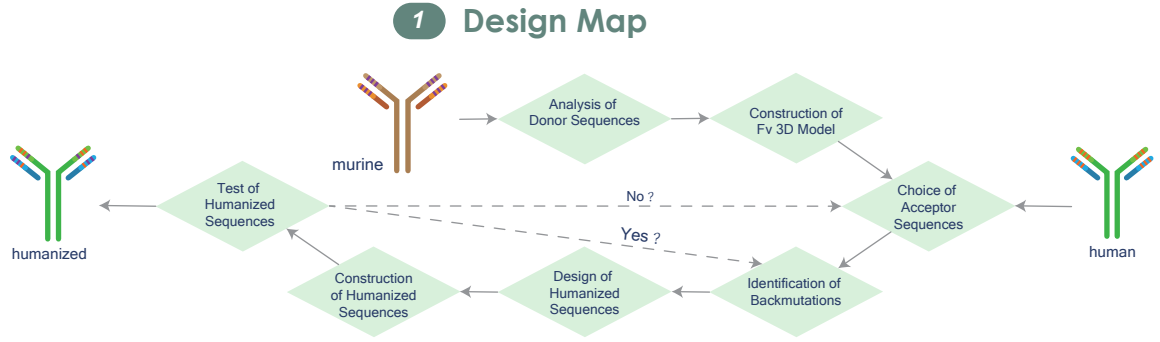 1 Design Map
murine
Analysis of
Donor Sequences
Construction of
Fv 3D Model
humanized
Test of
Humanized
Sequences
No ?
Yes ?
Choice of
Acceptor
Sequences
human
Construction
of Humanized
Sequences
Design of
Humanized
Sequences
Identification of
Backmutations